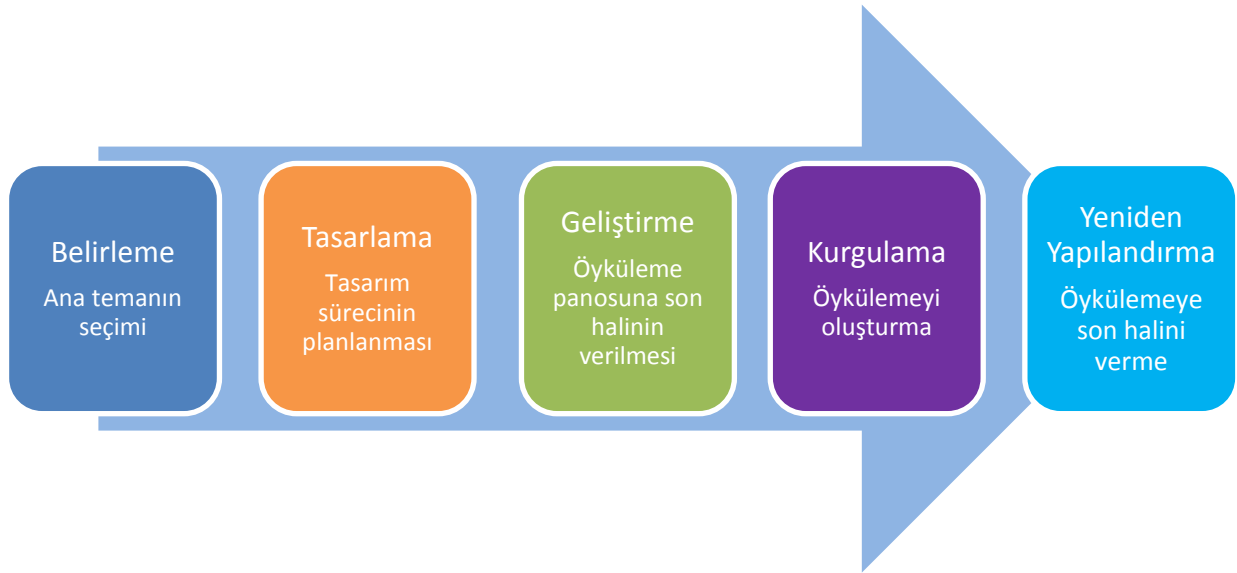 Belirleme
Ana temanın
seçimi
Tasarlama
Tasarım
sürecinin
planlanması
Geliştirme
Öyküleme
panosuna son
halinin
verilmesi
Kurgulama
Öykülemeyi
oluşturma
Yeniden
Yapılandırma
Öykülemeye
son halini
verme